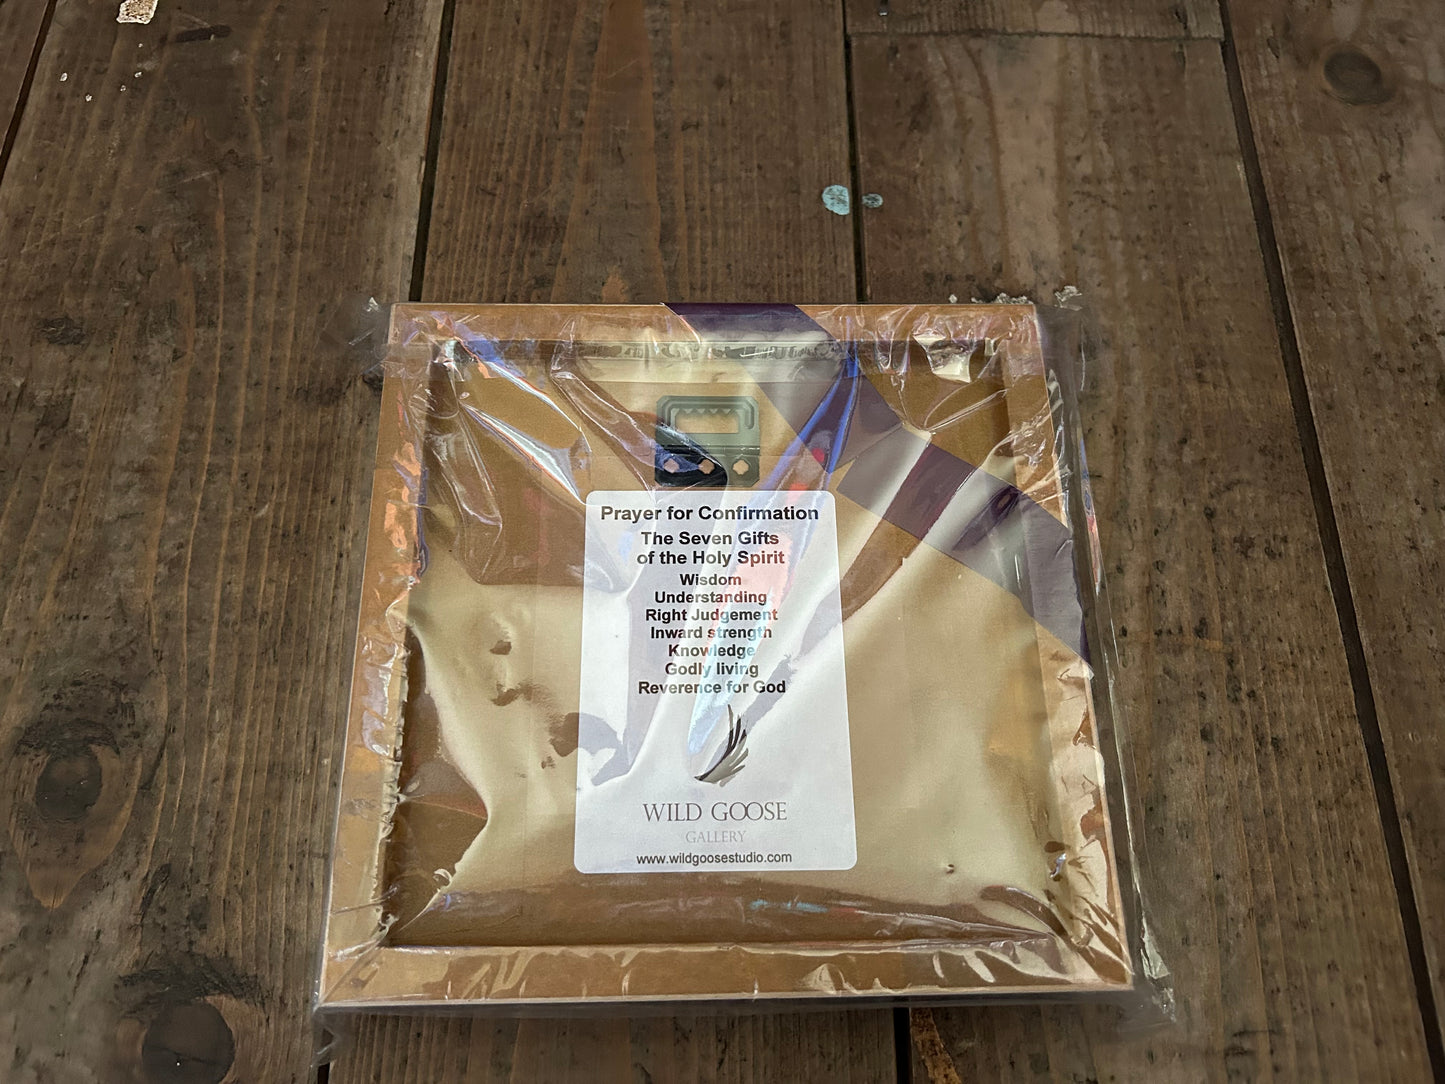 Prayer for Confirmation
The Seven Gifts
of the Holy Spirit
Wisdom
Understanding
Right Judgement
Inward strength
Knowledge
Godly living
Reverence for God
WILD GOOSE
GALLERY
www.wildgoosestudio.com